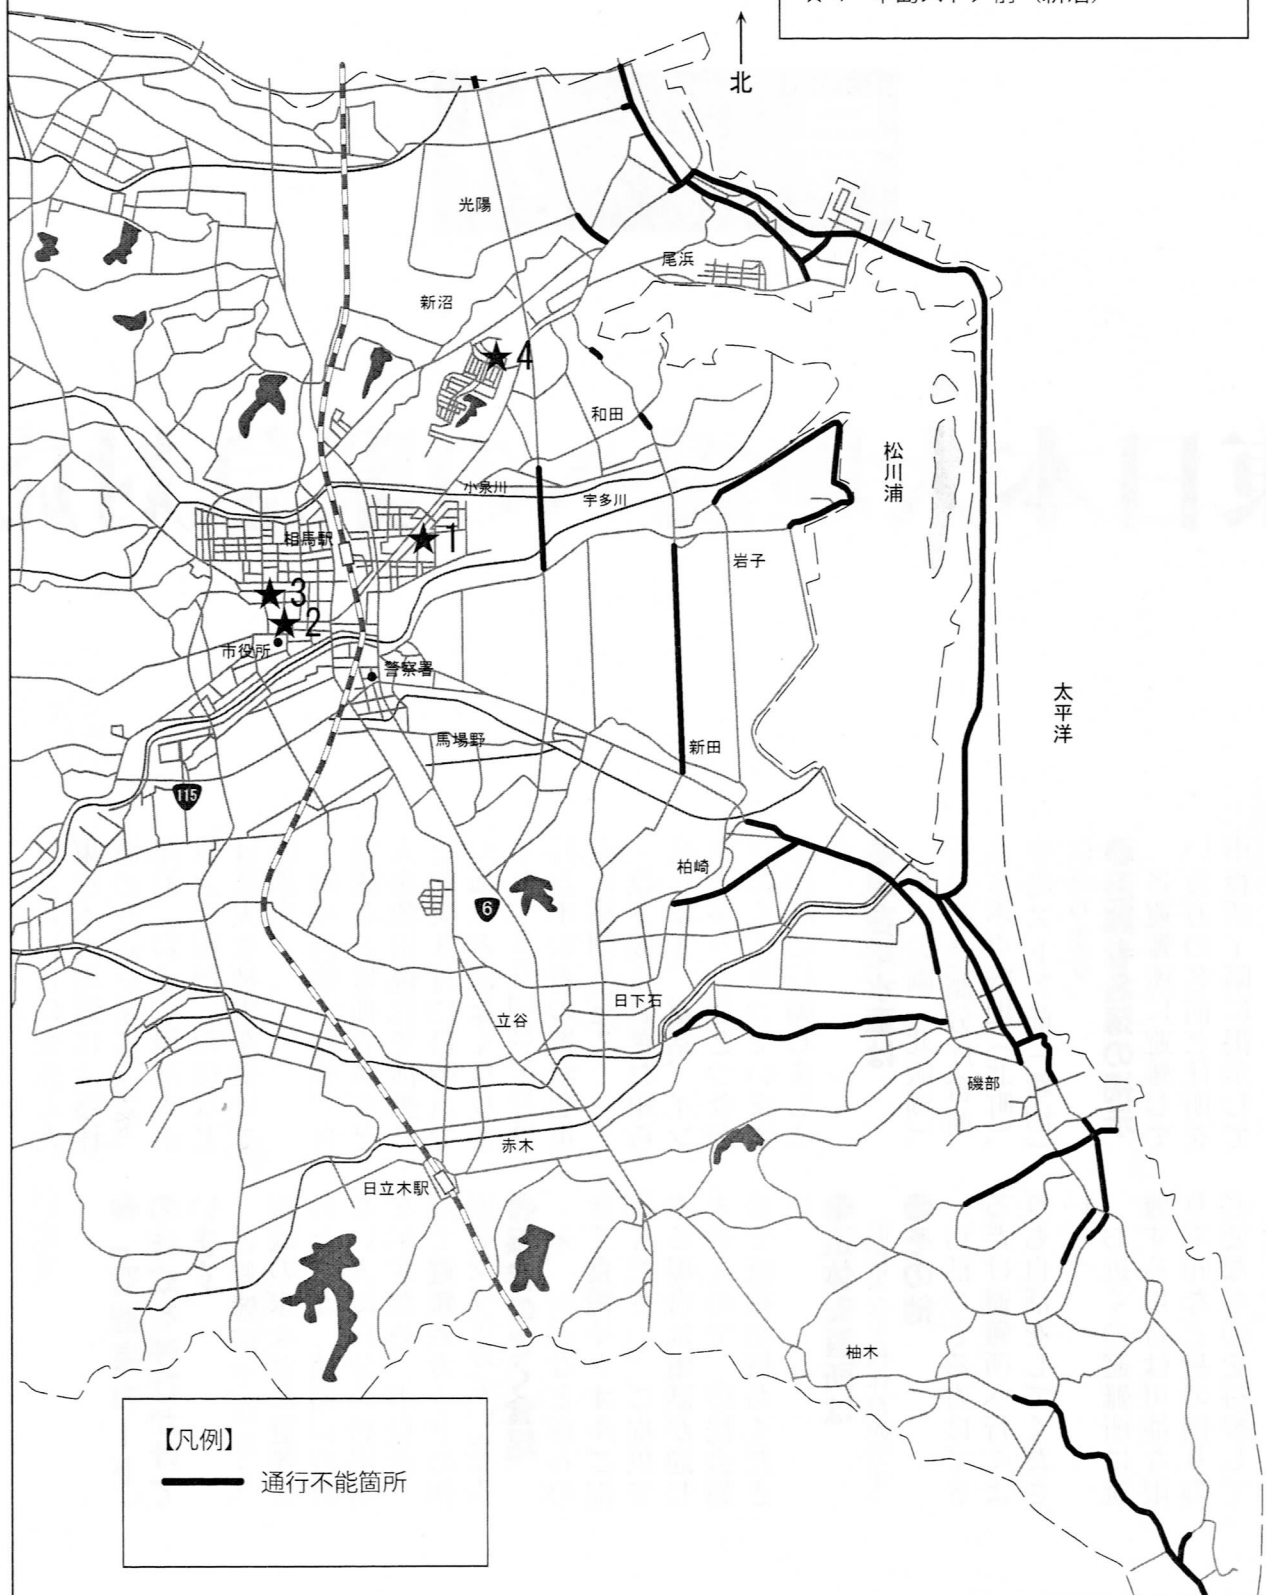 北
光陽
尾浜
新沼
★4
和田
松川浦
小泉川
宇多川
相馬駅
★1
岩子
★3
★2
市役所
警察署
太平洋
馬場野
新田
115
柏崎
6
日下石
立谷
磯部
赤木
日立木駅
柚木
【凡例】
通行不能箇所